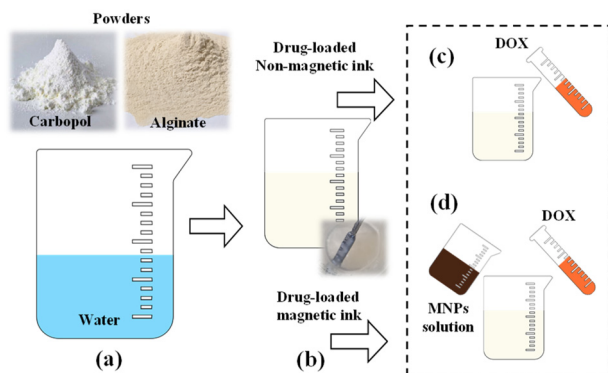 Powders
Carbopol
Alginate
Water
(a)
Drug-loaded
Non-magnetic ink
(b)
Drug-loaded
magnetic ink
(c)
DOX
(d)
DOX
MNPs
solution